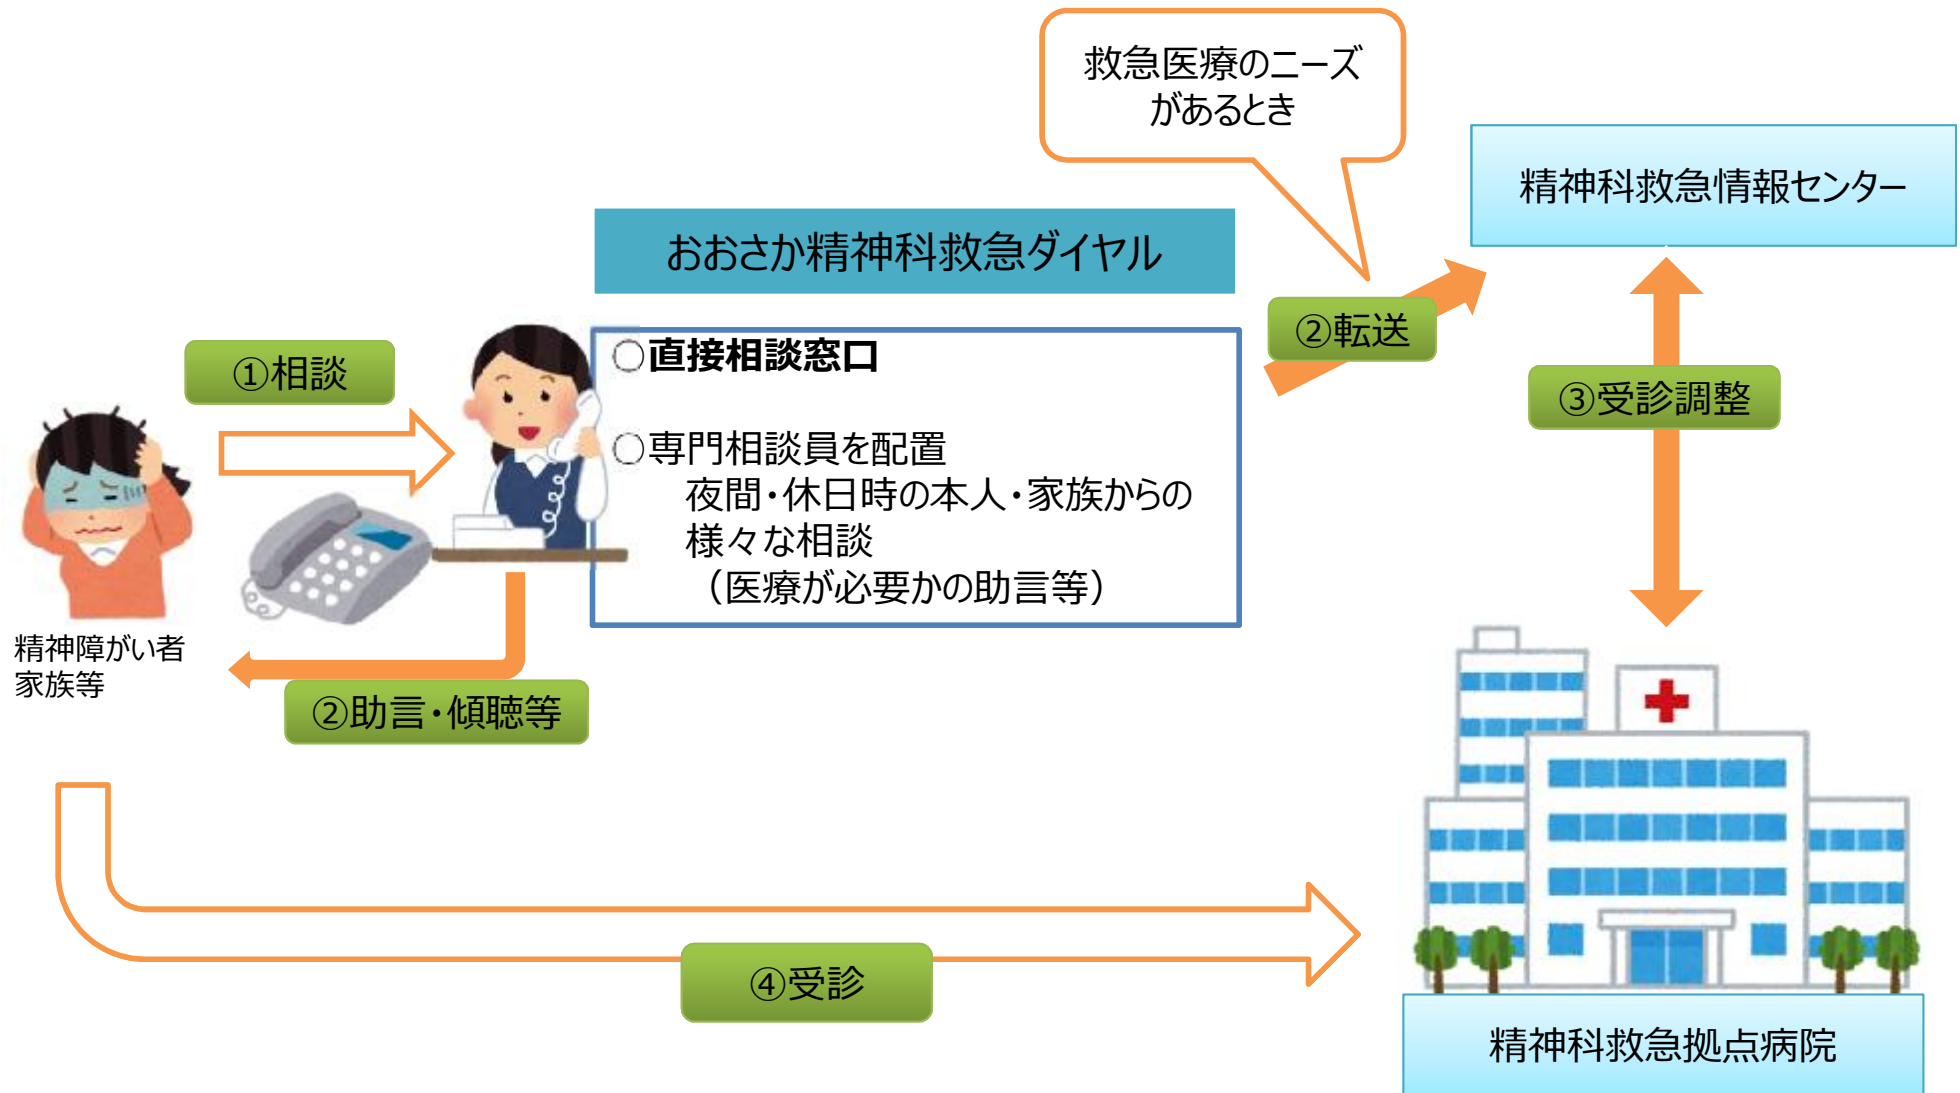 救急医療のニーズ
があるとき
精神科救急情報センター
おおさか精神科救急ダイヤル
②転送
①相談
○直接相談窓口
○専門相談員を配置
夜間・休日時の本人・家族からの
様々な相談
（医療が必要かの助言等）
③受診調整
精神障がい者
家族等
②助言・傾聴等
④受診
精神科救急拠点病院